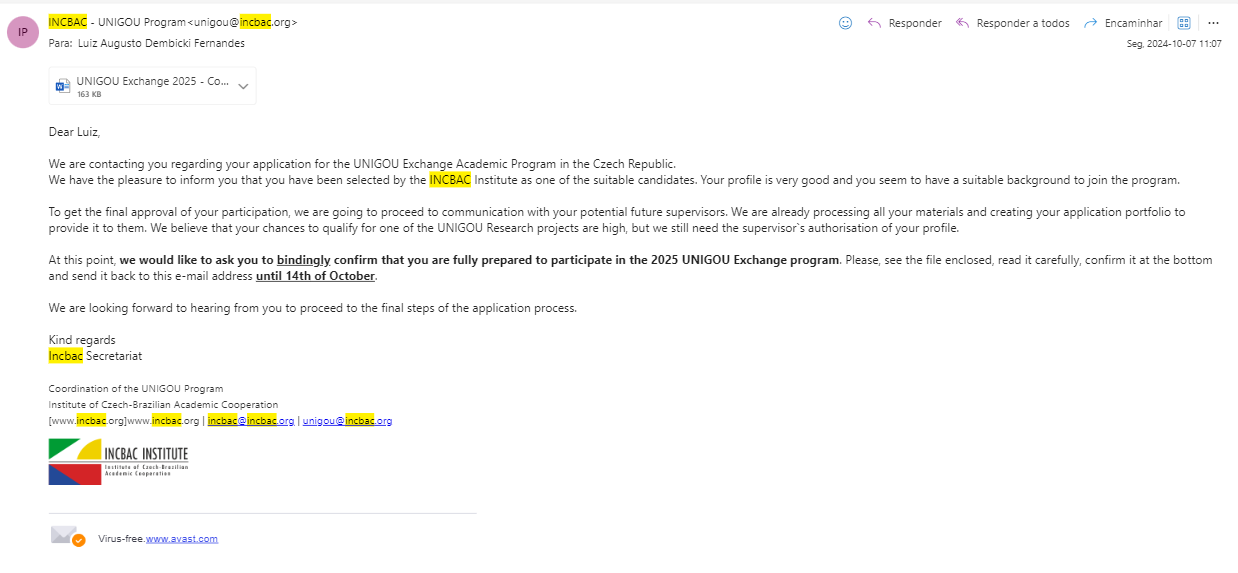 INCBAC - UNIGOU Program<unigou@incbac.org>
Responder
Responder a todos
Encaminhar
IP
Para: Luiz Augusto Dembicki Fernandes
Seg, 2024-10-07 11:07
UNIGOU Exchange 2025 - Co...
163 KB
Dear Luiz,
We are contacting you regarding your application for the UNIGOU Exchange Academic Program in the Czech Republic.
We have the pleasure to inform you that you have been selected by the INCBAC Institute as one of the suitable candidates. Your profile is very good and you seem to have a suitable background to join the program.
To get the final approval of your participation, we are going to proceed to communication with your potential future supervisors. We are already processing all your materials and creating your application portfolio to
provide it to them. We believe that your chances to qualify for one of the UNIGOU Research projects are high, but we still need the supervisor`s authorisation of your profile.
At this point, we would like to ask you to bindingly confirm that you are fully prepared to participate in the 2025 UNIGOU Exchange program. Please, see the file enclosed, read it carefully, confirm it at the bottom
and send it back to this e-mail address until 14th of October.
We are looking forward to hearing from you to proceed to the final steps of the application process.
Kind regards
Incbac Secretariat
Coordination of the UNIGOU Program
Institute of Czech-Brazilian Academic Cooperation
[www.incbac.org]www.incbac.org | incbac@incbac.org | unigou@incbac.org
INCBAC INSTITUTE
Institute of Czech-Brasilian
Academic Cooperation
Virus-free.www.avast.com